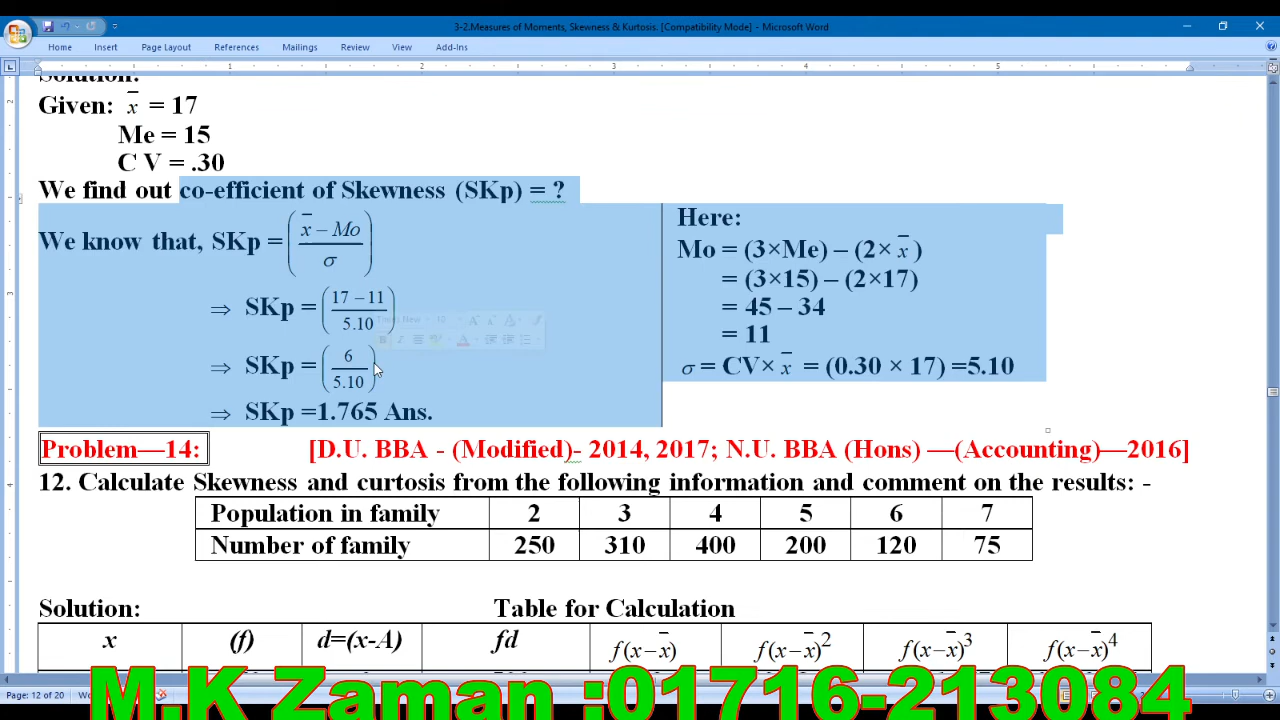 3-2.Measures of Moments, Skewness & Kurtosis. [Compatibility Mode] - Microsoft Word
Home Insert Page Layout References Mailings Review View Add-Ins
1 2 3 4 5
Solution:
Given: x̄ = 17
Me = 15
C V = .30
We find out co-efficient of Skewness (SKp) = ?
We know that, SKp = ( (x̄ – Mo) / σ )
⇒ SKp = ( (17 – 11) / 5.10 )
⇒ SKp = ( 6 / 5.10 )
⇒ SKp =1.765 Ans.
Here:
Mo = (3×Me) – (2× x̄ )
= (3×15) – (2×17)
= 45 – 34
= 11
σ = CV× x̄ = (0.30 × 17) =5.10
Problem—14: [D.U. BBA - (Modified)- 2014, 2017; N.U. BBA (Hons) —(Accounting)—2016]
12. Calculate Skewness and curtosis from the following information and comment on the results: -
Population in family 2 3 4 5 6 7
Number of family 250 310 400 200 120 75
Solution: Table for Calculation
x (f) d=(x-A) fd f(x–x̄) f(x–x̄)² f(x–x̄)³ f(x–x̄)⁴
M.K Zaman :01716-213084
Page: 12 of 20